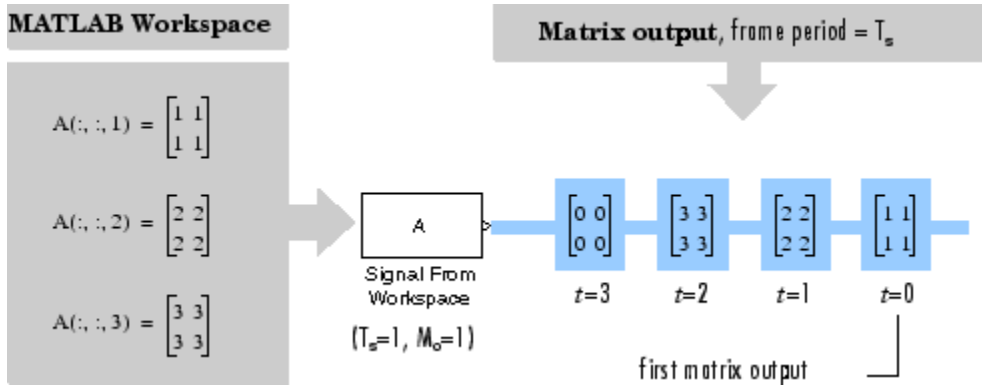 MATLAB Workspace
Matrix output, frame period = Ts
A(:, :, 1) = [1 1
1 1]
A(:, :, 2) = [2 2
2 2]
A(:, :, 3) = [3 3
3 3]
A
Signal From
Workspace
(Ts=1, Mo=1)
[0 0
0 0]
[3 3
3 3]
[2 2
2 2]
[1 1
1 1]
t=3
t=2
t=1
t=0
first matrix output